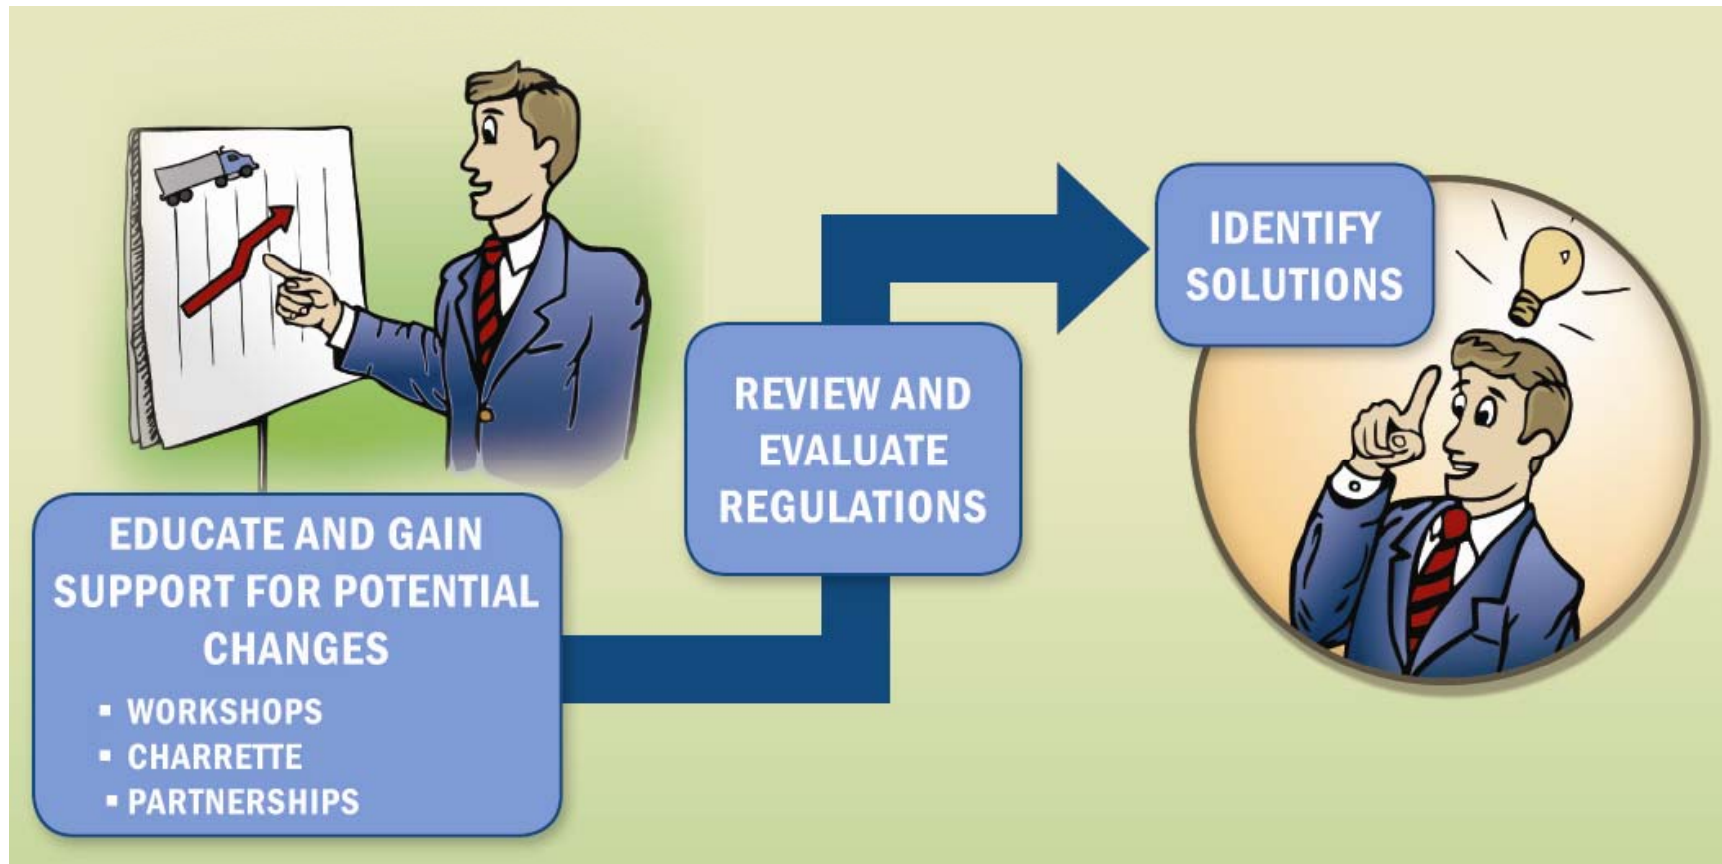 EDUCATE AND GAIN
SUPPORT FOR POTENTIAL
CHANGES
▪ WORKSHOPS
▪ CHARRETTE
▪ PARTNERSHIPS
REVIEW AND
EVALUATE
REGULATIONS
IDENTIFY
SOLUTIONS